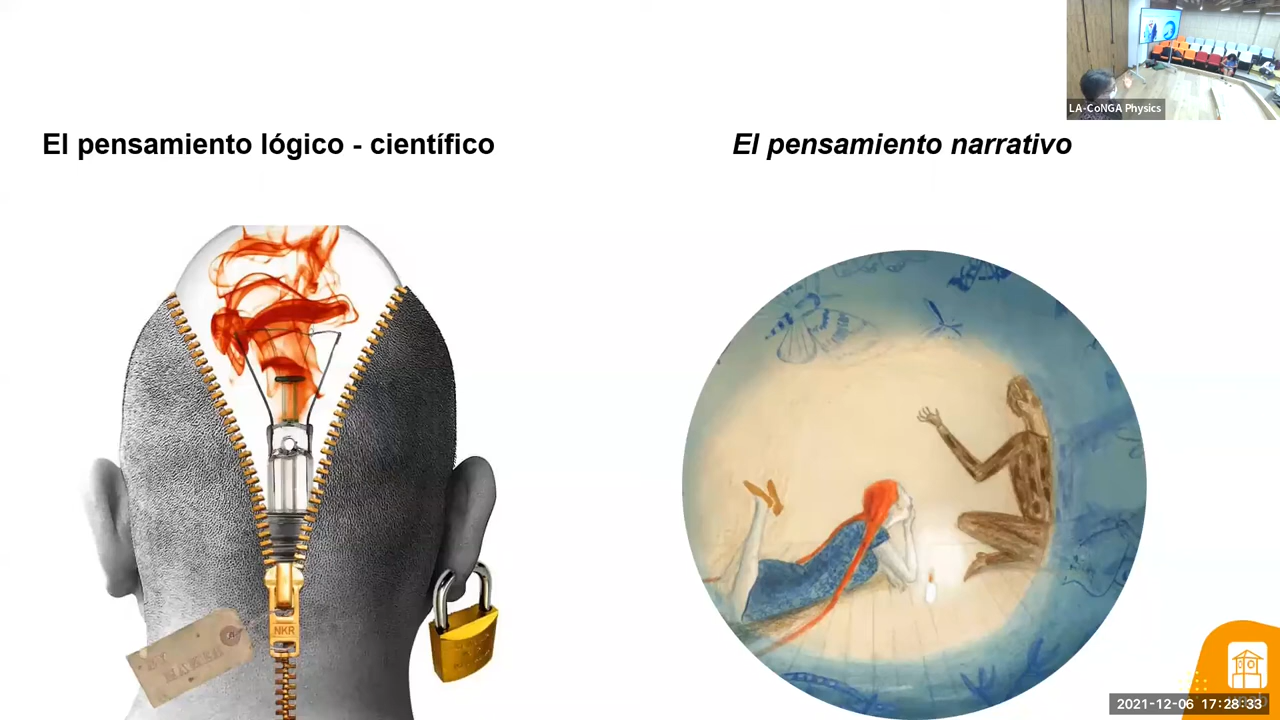 LA-CoNGA Physics
El pensamiento lógico - científico
El pensamiento narrativo
NKR
2021-12-06 17:28:33